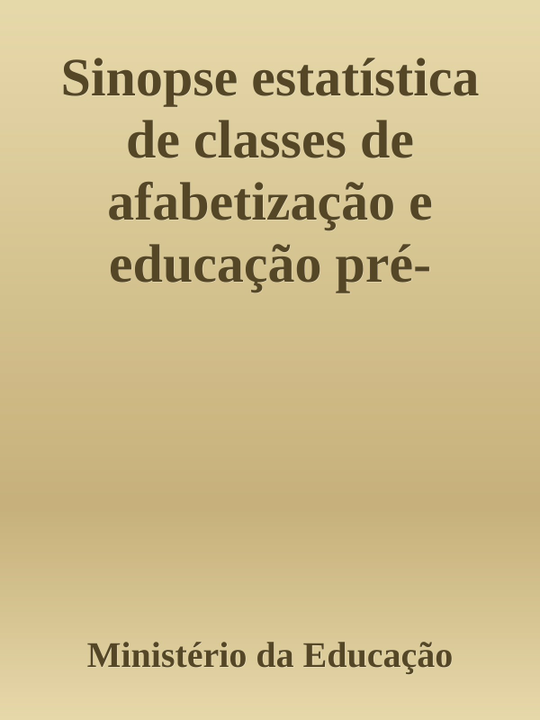 Sinopse estatística
de classes de
afabetização e
educação pré-
Ministério da Educação